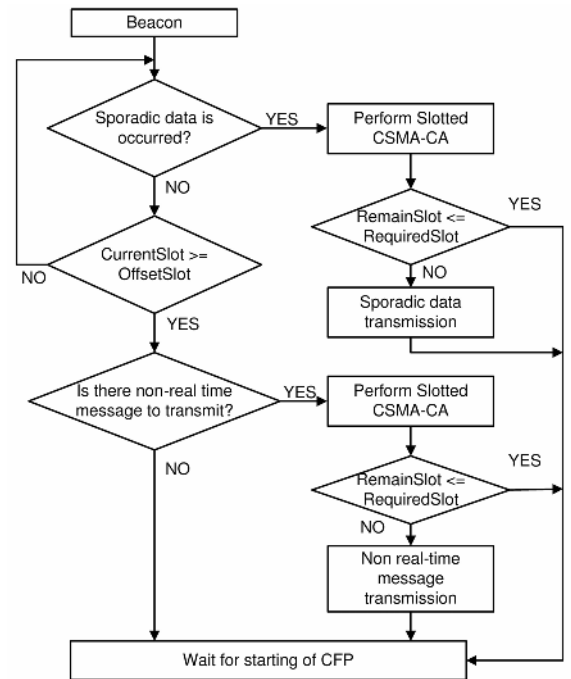 Beacon
Sporadic data is
occurred?
YES
Perform Slotted
CSMA-CA
NO
RemainSlot <=
RequiredSlot
YES
CurrentSlot >=
OffsetSlot
NO
NO
Sporadic data
transmission
YES
Is there non-real time
message to transmit?
YES
Perform Slotted
CSMA-CA
NO
RemainSlot <=
RequiredSlot
YES
NO
Non real-time
message
transmission
Wait for starting of CFP